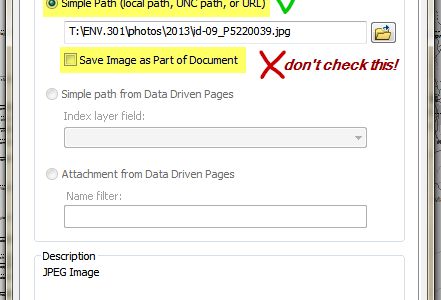 Simple Path (local path, UNC path, or URL)
T:\ENV.301\photos\2013\id-09_P5220039.jpg
Save Image as Part of Document
don't check this!
Simple path from Data Driven Pages
Index layer field:
Attachment from Data Driven Pages
Name filter:
Description
JPEG Image